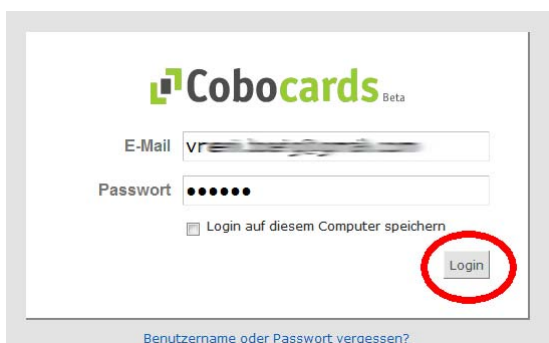 Cobocards Beta
E-Mail
Passwort ●●●●●●
Login auf diesem Computer speichern
Login
Benutzername oder Passwort vergessen?